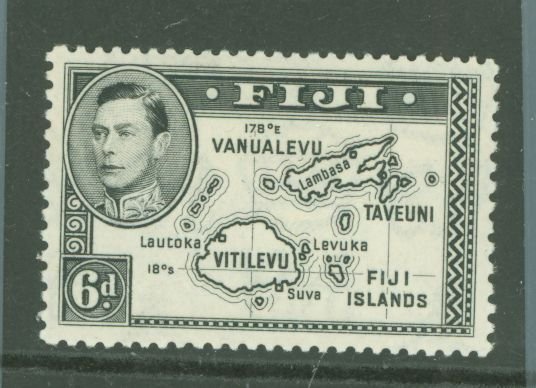 FIJI
178°E
VANUALEVU
Lambasa
TAVEUNI
Lautoka
Levuka
VITILEVU
18°S
FIJI
ISLANDS
Suva
6d.